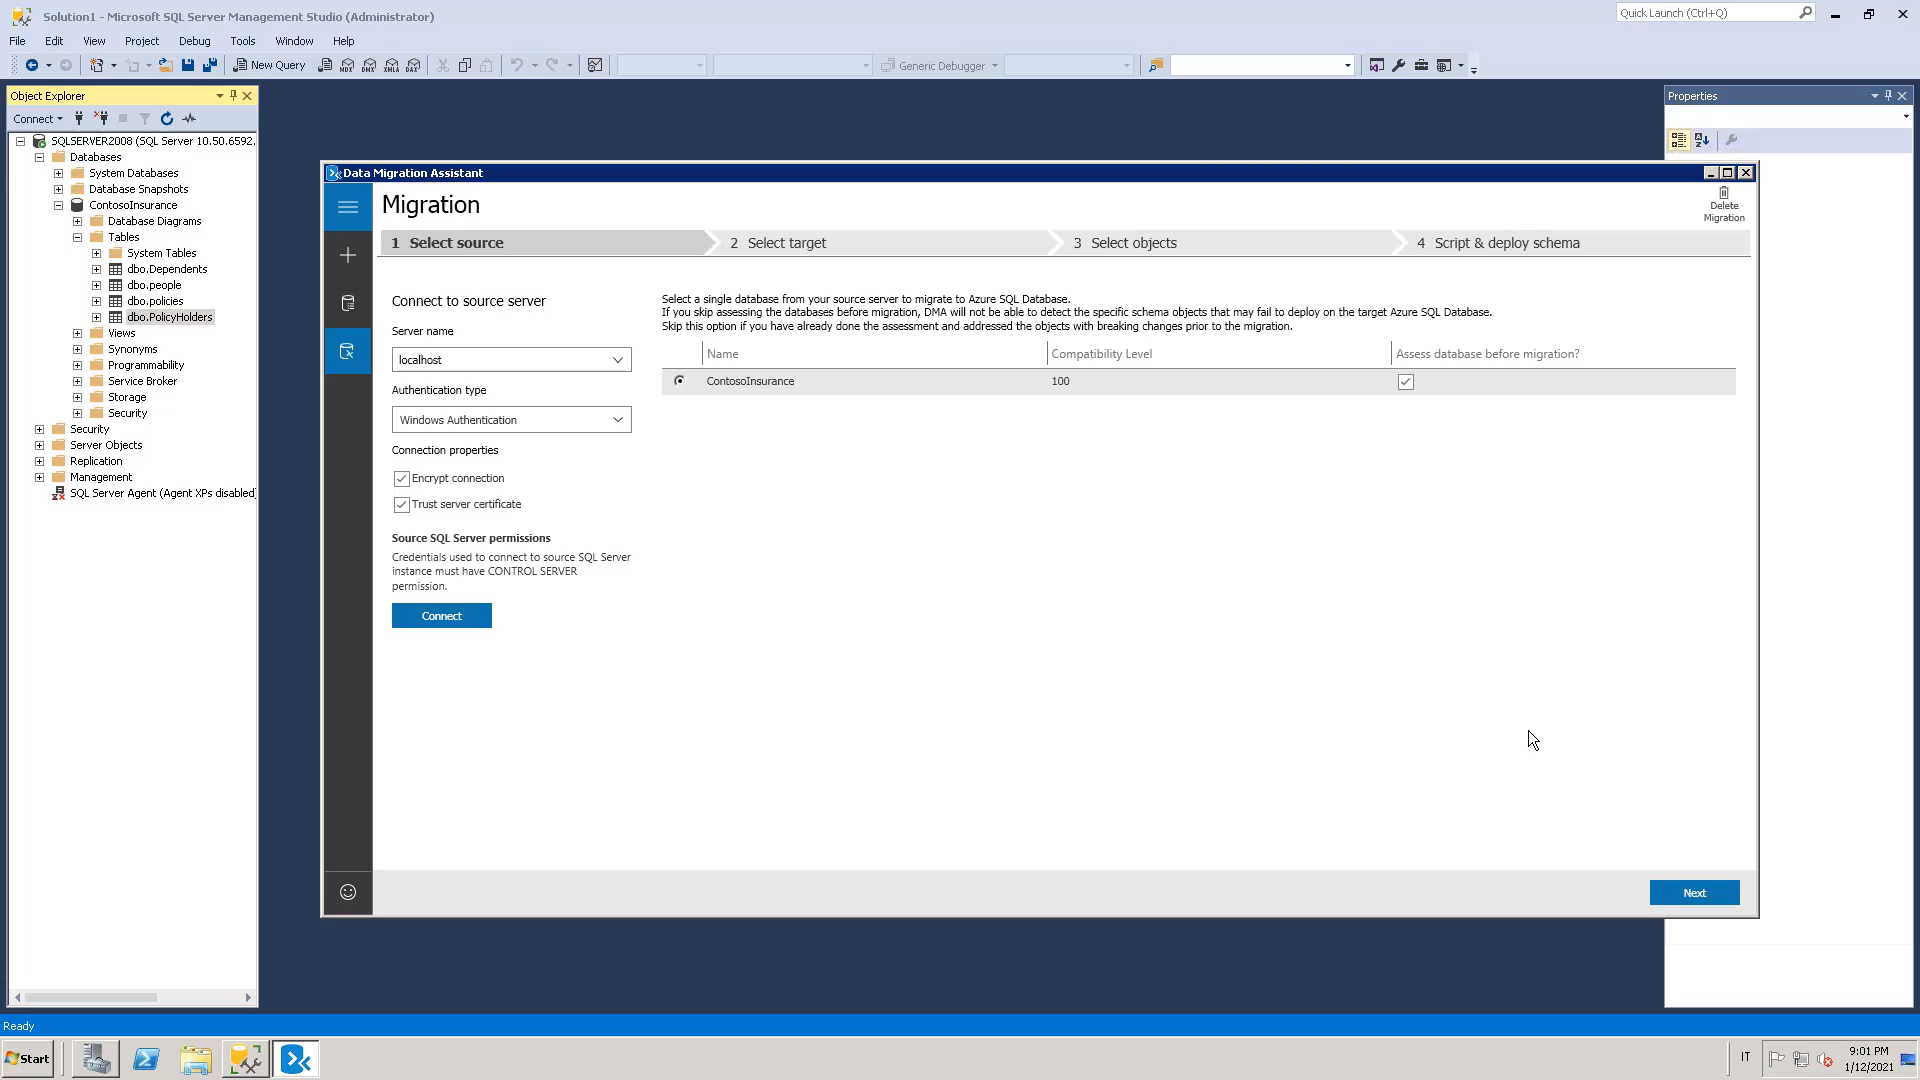 Solution1 - Microsoft SQL Server Management Studio (Administrator)
Quick Launch (Ctrl+Q)
File Edit View Project Debug Tools Window Help
New Query
MDX DMX XMLA DAX
Generic Debugger
Object Explorer
Connect
SQLSERVER2008 (SQL Server 10.50.6592.
Databases
System Databases
Database Snapshots
ContosoInsurance
Database Diagrams
Tables
System Tables
dbo.Dependents
dbo.people
dbo.policies
dbo.PolicyHolders
Views
Synonyms
Programmability
Service Broker
Storage
Security
Security
Server Objects
Replication
Management
SQL Server Agent (Agent XPs disabled)
Properties
Data Migration Assistant
Migration
Delete
Migration
1 Select source
2 Select target
3 Select objects
4 Script & deploy schema
Connect to source server
Server name
localhost
Authentication type
Windows Authentication
Connection properties
Encrypt connection
Trust server certificate
Source SQL Server permissions
Credentials used to connect to source SQL Server
instance must have CONTROL SERVER
permission.
Connect
Select a single database from your source server to migrate to Azure SQL Database.
If you skip assessing the databases before migration, DMA will not be able to detect the specific schema objects that may fail to deploy on the target Azure SQL Database.
Skip this option if you have already done the assessment and addressed the objects with breaking changes prior to the migration.
Name Compatibility Level Assess database before migration?
ContosoInsurance 100
Next
Ready
Start
IT
9:01 PM
1/12/2021